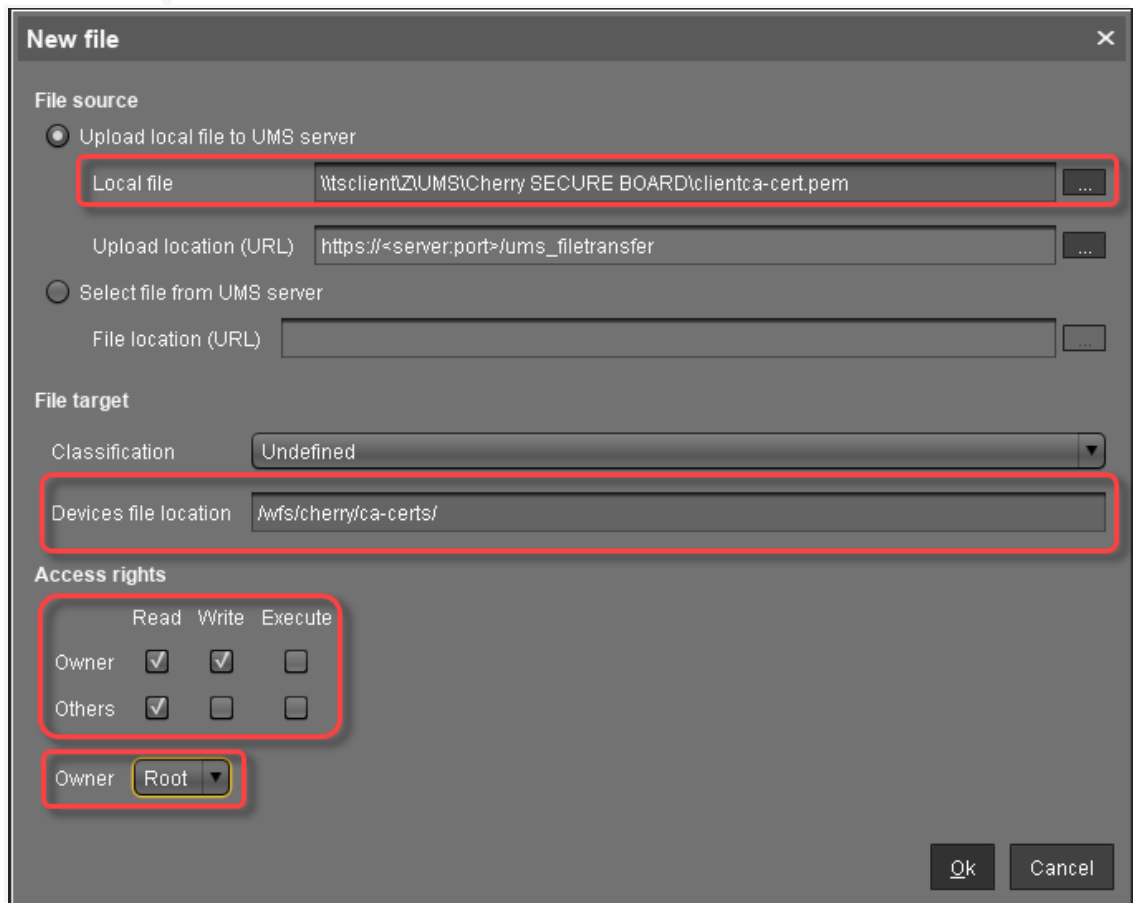 New file
File source
Upload local file to UMS server
Local file \\tsclient\Z\UMS\Cherry SECURE BOARD\clientca-cert.pem ...
Upload location (URL) https://<server:port>/ums_filetransfer ...
Select file from UMS server
File location (URL) ...
File target
Classification Undefined
Devices file location /wfs/cherry/ca-certs/
Access rights
Read Write Execute
Owner
Others
Owner Root
Ok Cancel